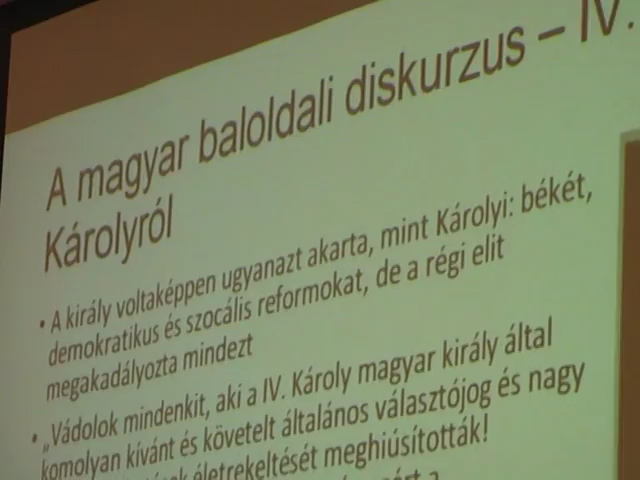 A magyar baloldali diskurzus – IV.
Károlyról
• A király voltaképpen ugyanazt akarta, mint Károlyi: békét,
demokratikus és szocális reformokat, de a régi elit
megakadályozta mindezt
• „Vádolok mindenkit, aki a IV. Károly magyar király által
komolyan kívánt és követelt általános választójog és nagy
életrekeltését meghiúsították!